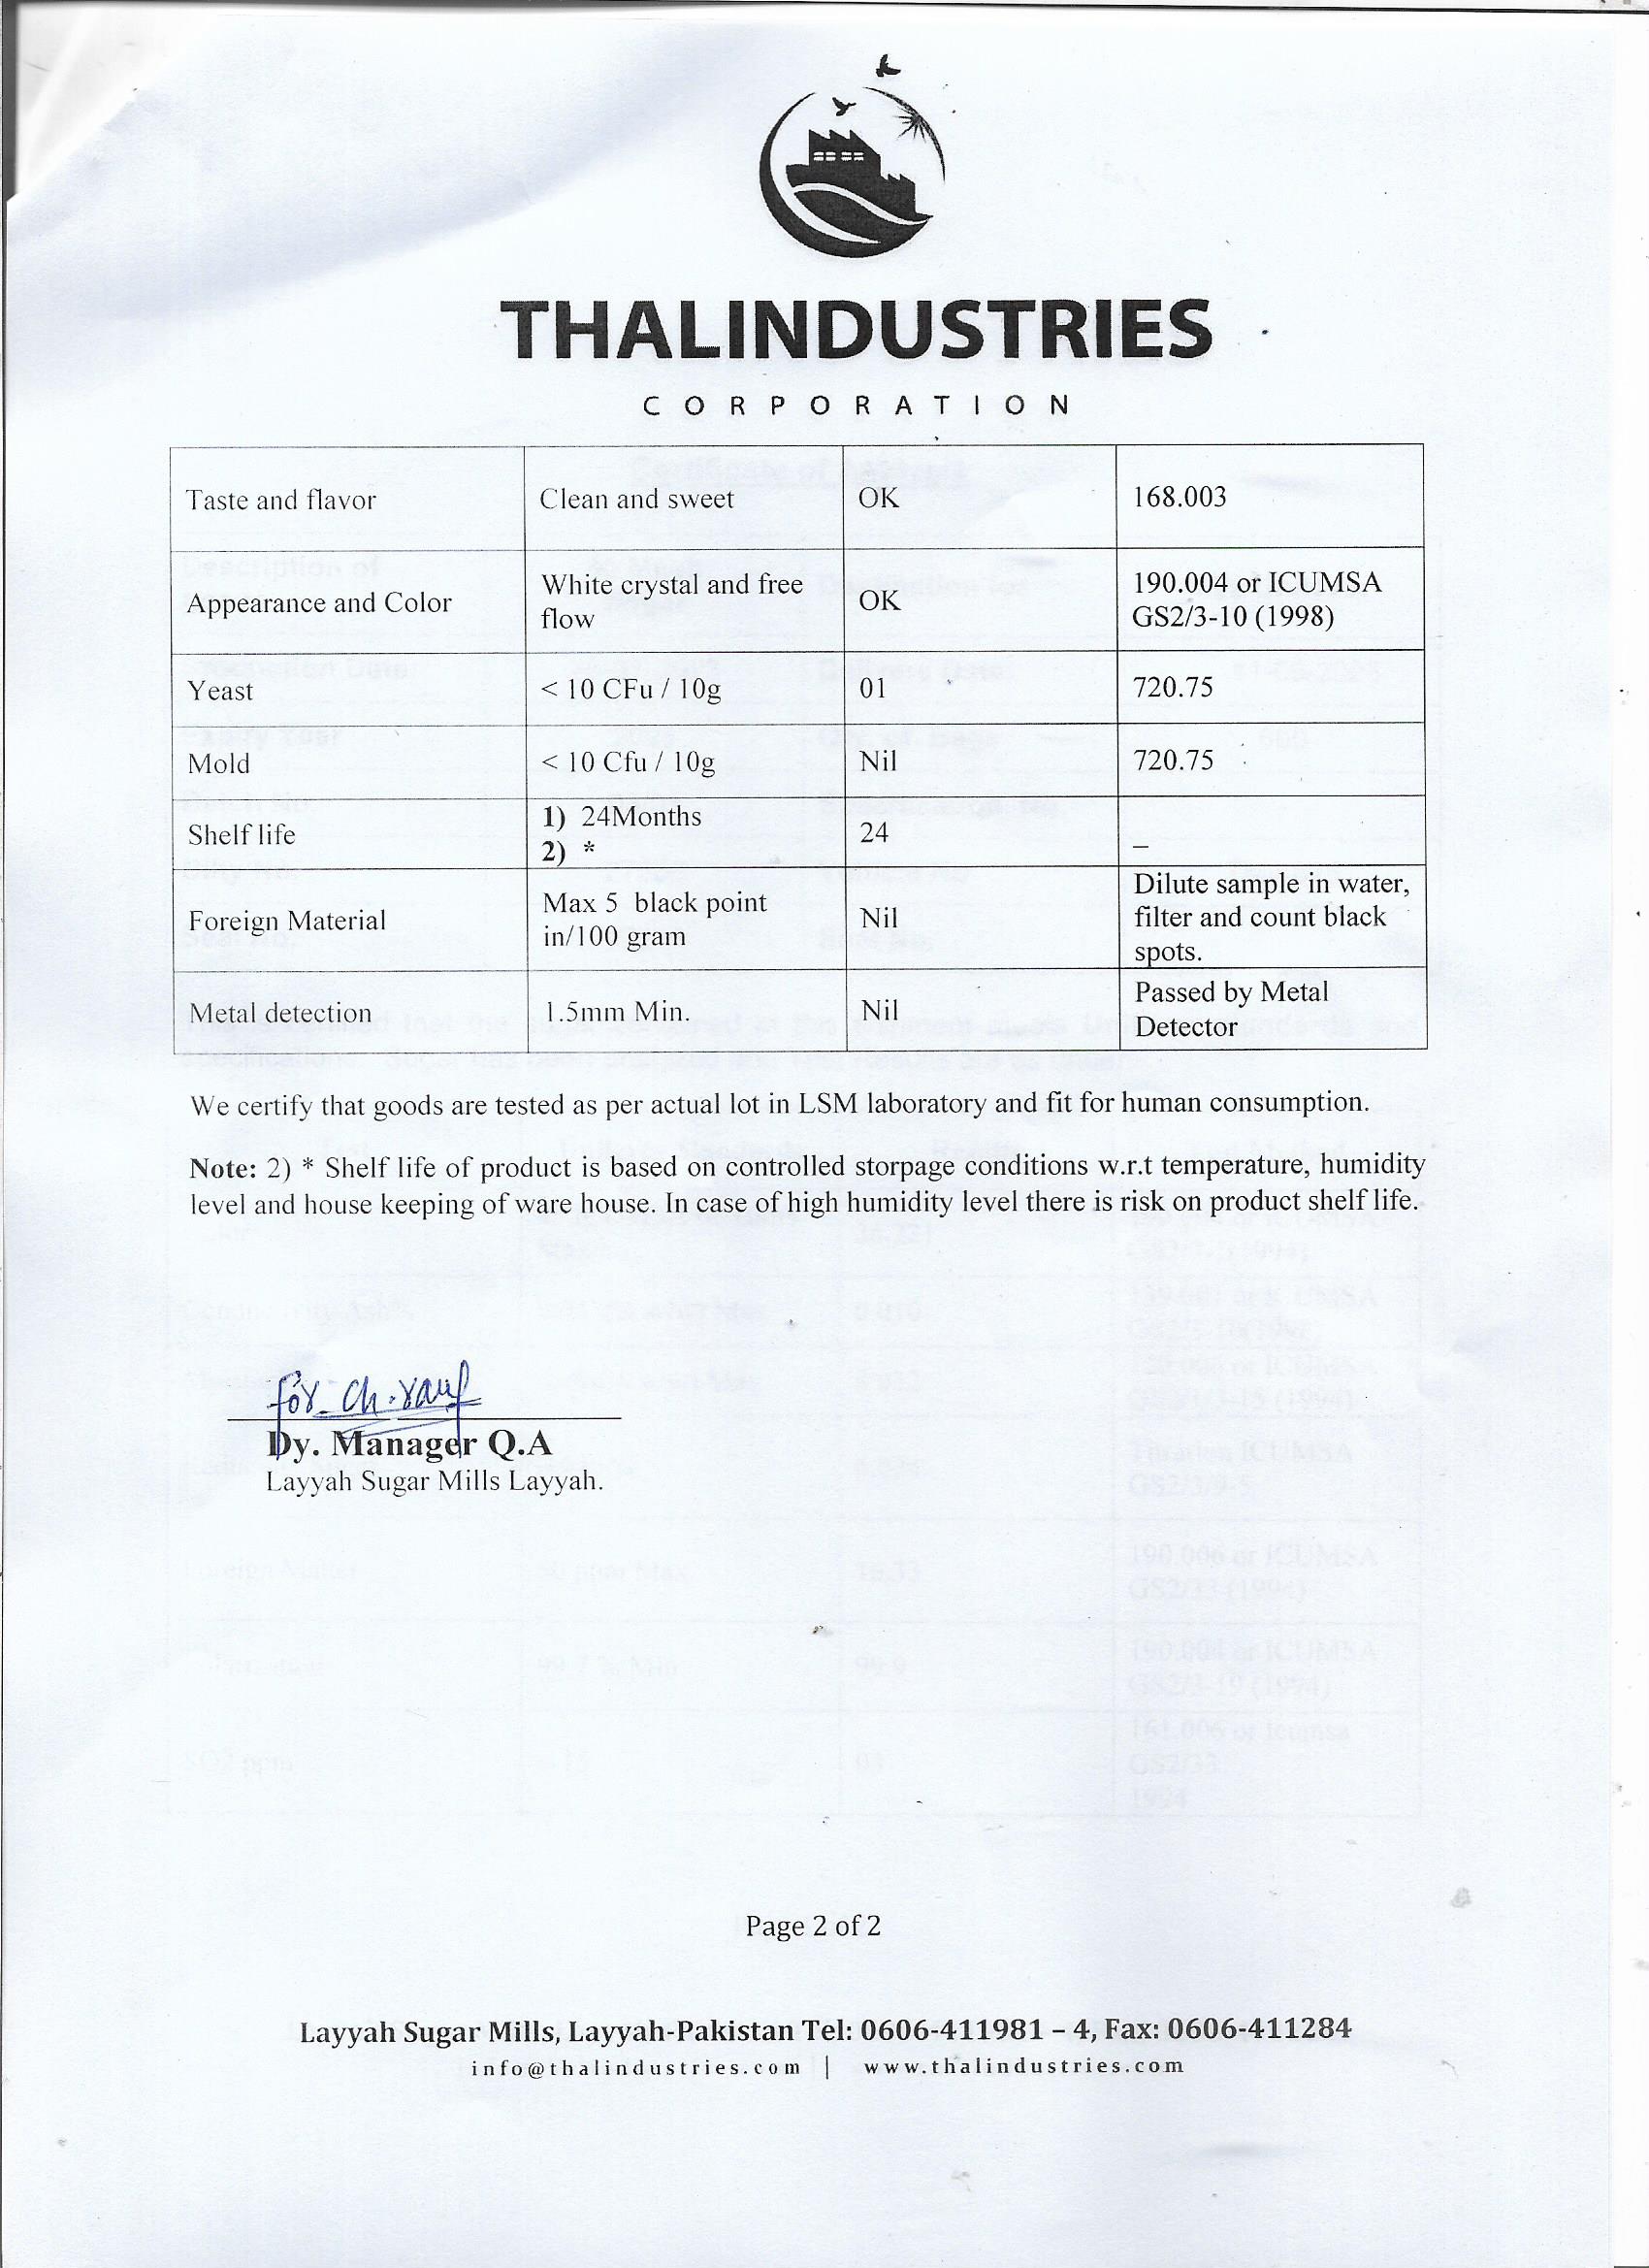 THALINDUSTRIES
CORPORATION
Taste and flavor Clean and sweet OK 168.003
Appearance and Color White crystal and free flow OK 190.004 or ICUMSA GS2/3-10 (1998)
Yeast < 10 CFu / 10g 01 720.75
Mold < 10 Cfu / 10g Nil 720.75
Shelf life 1) 24Months 2) * 24 –
Foreign Material Max 5 black point in/100 gram Nil Dilute sample in water, filter and count black spots.
Metal detection 1.5mm Min. Nil Passed by Metal Detector
We certify that goods are tested as per actual lot in LSM laboratory and fit for human consumption.
Note: 2) * Shelf life of product is based on controlled storpage conditions w.r.t temperature, humidity
level and house keeping of ware house. In case of high humidity level there is risk on product shelf life.
for Ch. rauf
Dy. Manager Q.A
Layyah Sugar Mills Layyah.
Page 2 of 2
Layyah Sugar Mills, Layyah-Pakistan Tel: 0606-411981 – 4, Fax: 0606-411284
info@thalindustries.com | www.thalindustries.com